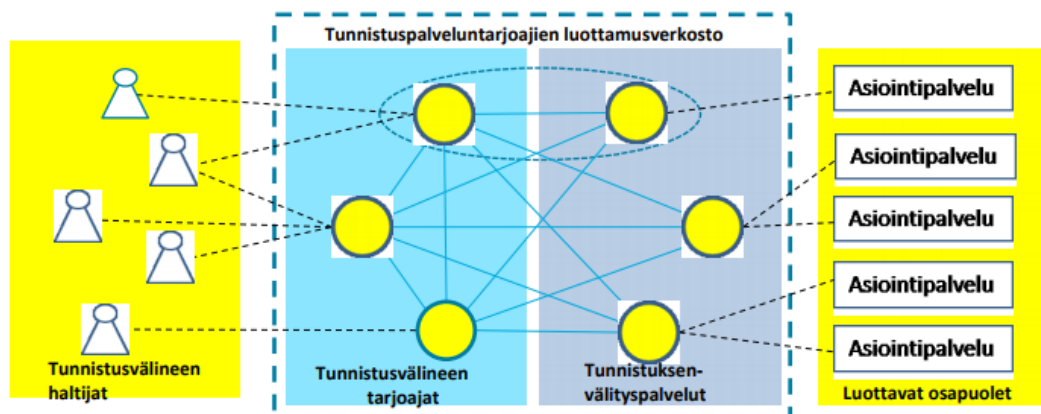 Tunnistuspalveluntarjoajien luottamusverkosto
Asiointipalvelu
Asiointipalvelu
Asiointipalvelu
Asiointipalvelu
Asiointipalvelu
Tunnistusvälineen
haltijat
Tunnistusvälineen
tarjoajat
Tunnistuksen-
välityspalvelut
Luottavat osapuolet